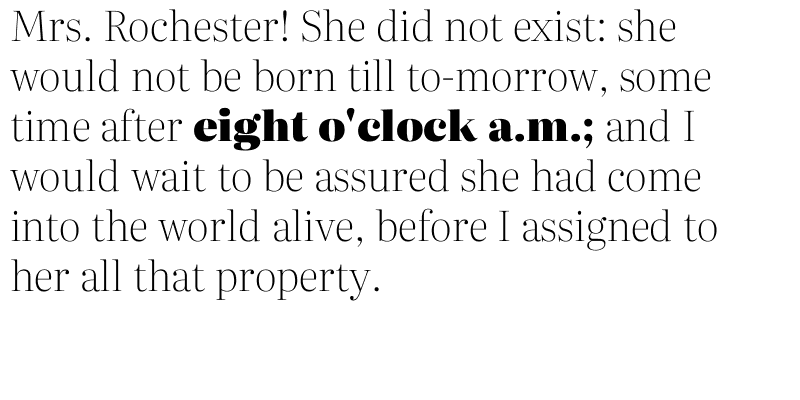 Mrs. Rochester! She did not exist: she
would not be born till to-morrow, some
time after eight o'clock a.m.; and I
would wait to be assured she had come
into the world alive, before I assigned to
her all that property.